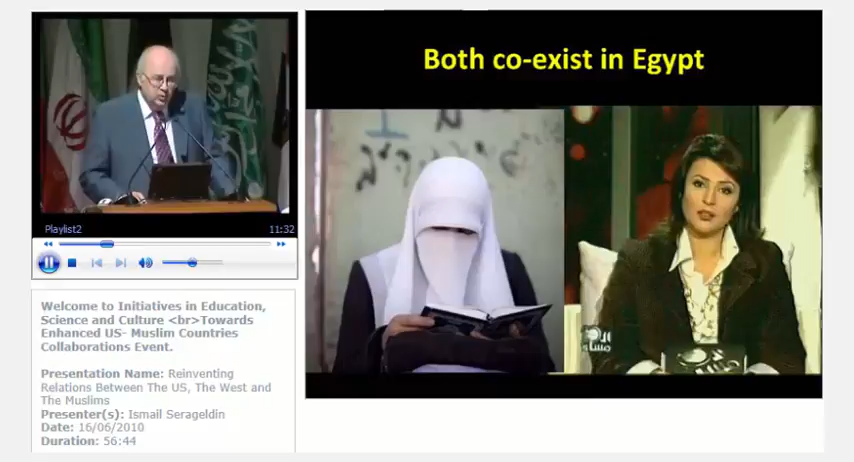 Both co-exist in Egypt
Playlist2
11:32
Welcome to Initiatives in Education,
Science and Culture <br>Towards
Enhanced US- Muslim Countries
Collaborations Event.
Presentation Name: Reinventing
Relations Between The US, The West and
The Muslims
Presenter(s): Ismail Serageldin
Date: 16/06/2010
Duration: 56:44